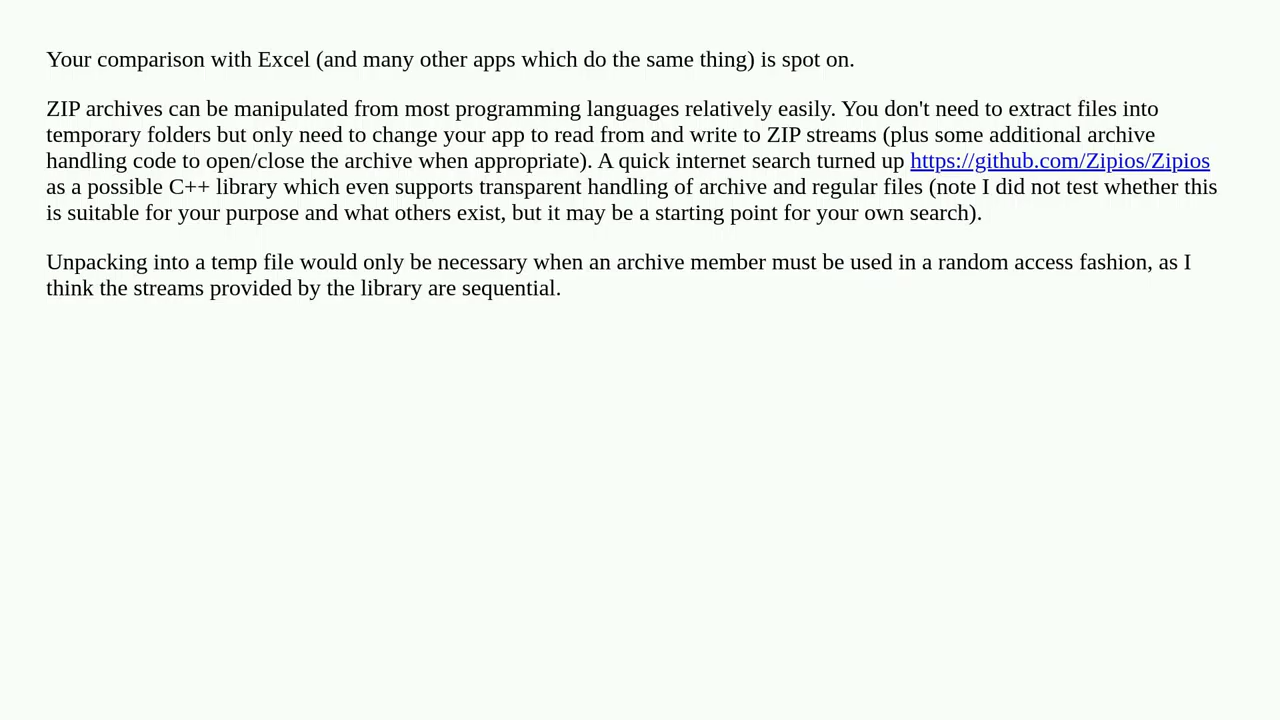 Your comparison with Excel (and many other apps which do the same thing) is spot on.
ZIP archives can be manipulated from most programming languages relatively easily. You don't need to extract files into
temporary folders but only need to change your app to read from and write to ZIP streams (plus some additional archive
handling code to open/close the archive when appropriate). A quick internet search turned up https://github.com/Zipios/Zipios
as a possible C++ library which even supports transparent handling of archive and regular files (note I did not test whether this
is suitable for your purpose and what others exist, but it may be a starting point for your own search).
Unpacking into a temp file would only be necessary when an archive member must be used in a random access fashion, as I
think the streams provided by the library are sequential.